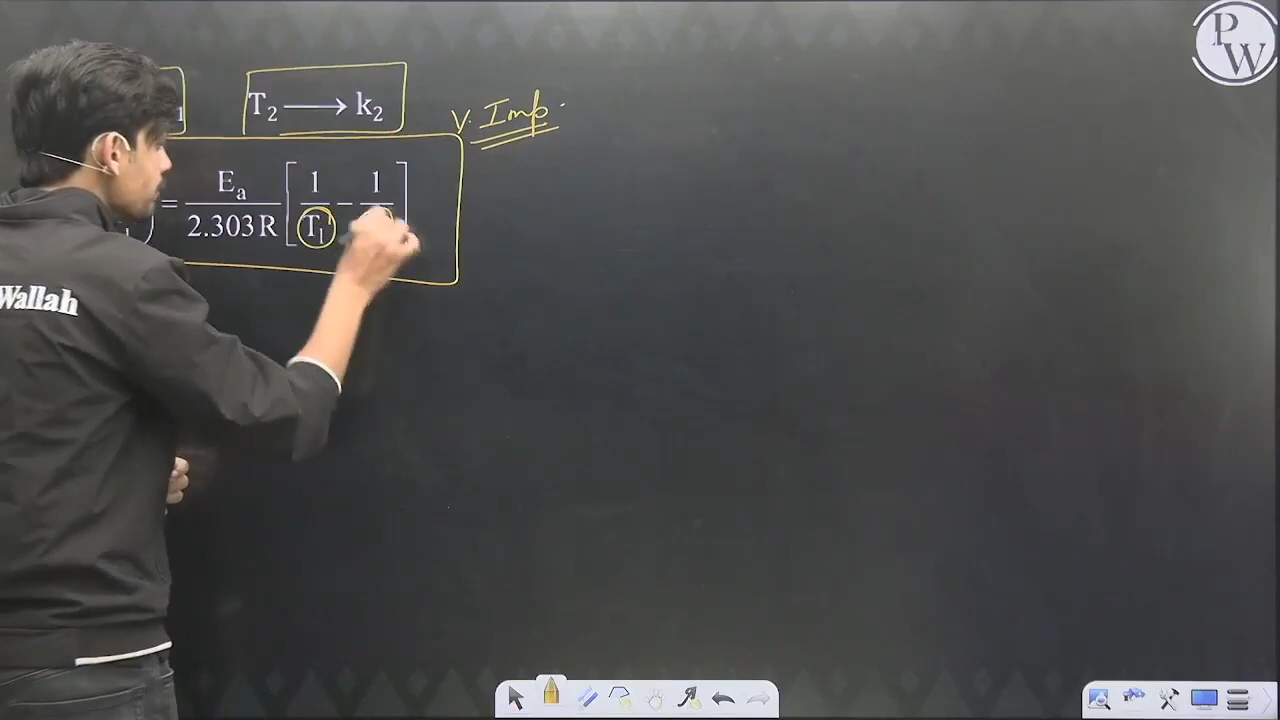 PW
T₂ ⟶ k₂
V. Imp.
= Eₐ / 2.303 R [ 1 / T₁ − 1 /
Wallah